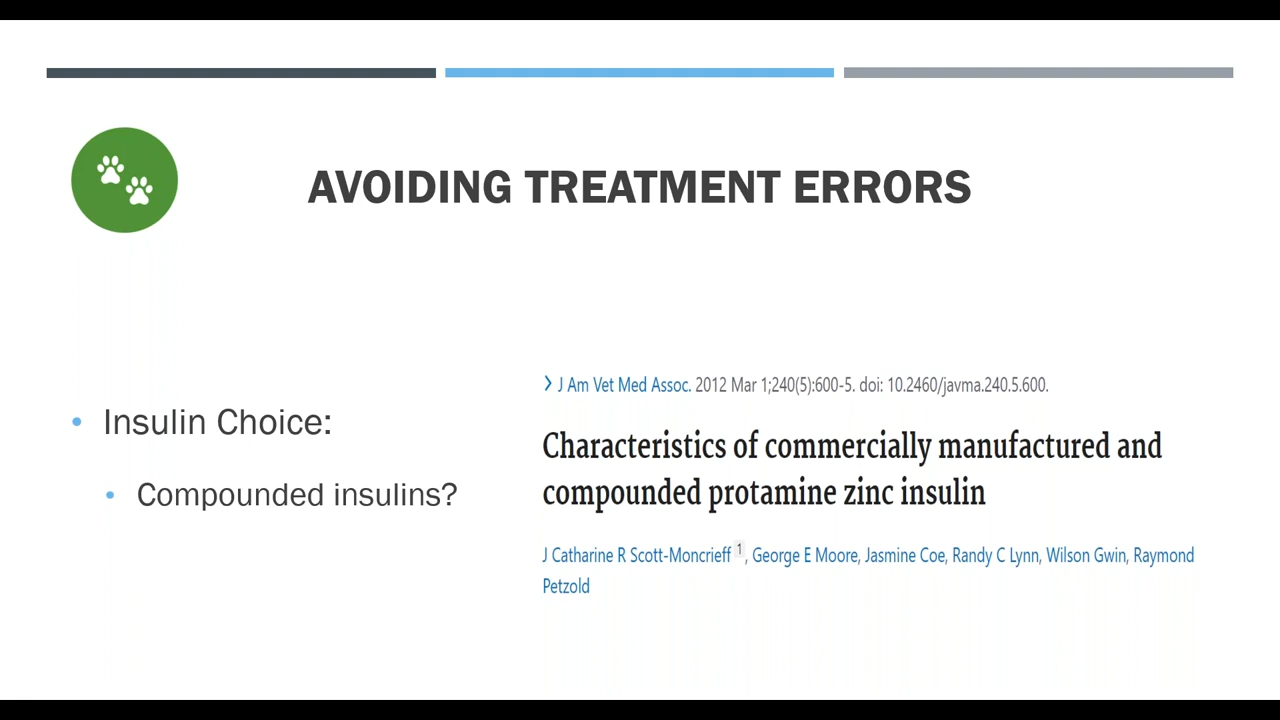 AVOIDING TREATMENT ERRORS
• Insulin Choice:
• Compounded insulins?
J Am Vet Med Assoc. 2012 Mar 1;240(5):600-5. doi: 10.2460/javma.240.5.600.
Characteristics of commercially manufactured and
compounded protamine zinc insulin
J Catharine R Scott-Moncrieff 1, George E Moore, Jasmine Coe, Randy C Lynn, Wilson Gwin, Raymond
Petzold